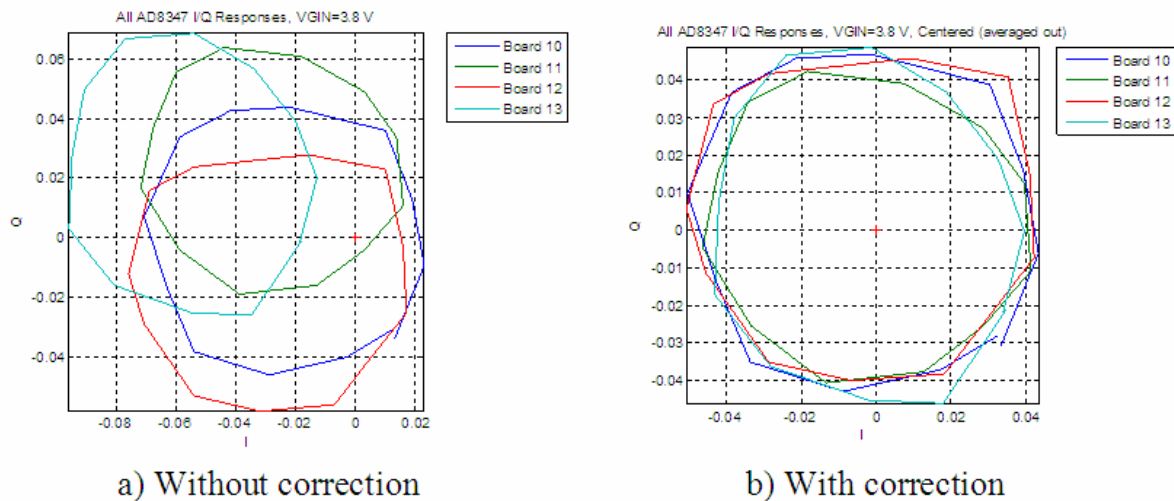 All AD8347 I/Q Responses, VGIN=3.8 V
Board 10
Board 11
Board 12
Board 13
0.06
0.04
0.02
0
-0.02
-0.04
Q
-0.08
-0.06
-0.04
-0.02
0
0.02
I
All AD8347 I/Q Responses, VGIN=3.8 V, Centered (averaged out)
Board 10
Board 11
Board 12
Board 13
0.04
0.03
0.02
0.01
0
-0.01
-0.02
-0.03
-0.04
Q
-0.04
-0.02
0
0.02
0.04
I
a) Without correction
b) With correction